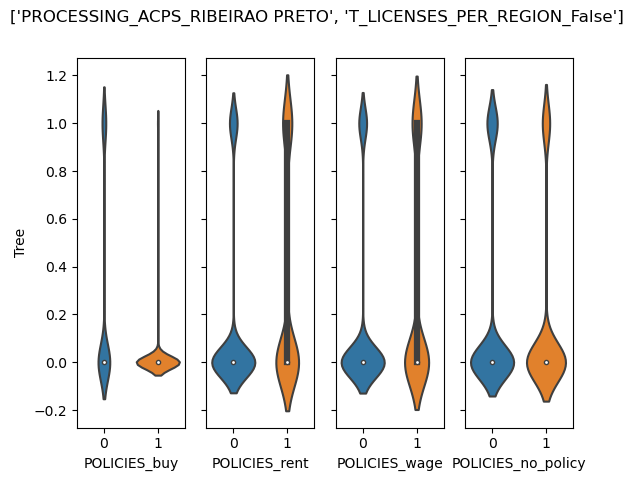 ['PROCESSING_ACPS_RIBEIRAO PRETO', 'T_LICENSES_PER_REGION_False']
1.2
1.0
0.8
0.6
0.4
0.2
0.0
−0.2
Tree
0 1 0 1 0 1 0 1
POLICIES_buy POLICIES_rent POLICIES_wage POLICIES_no_policy